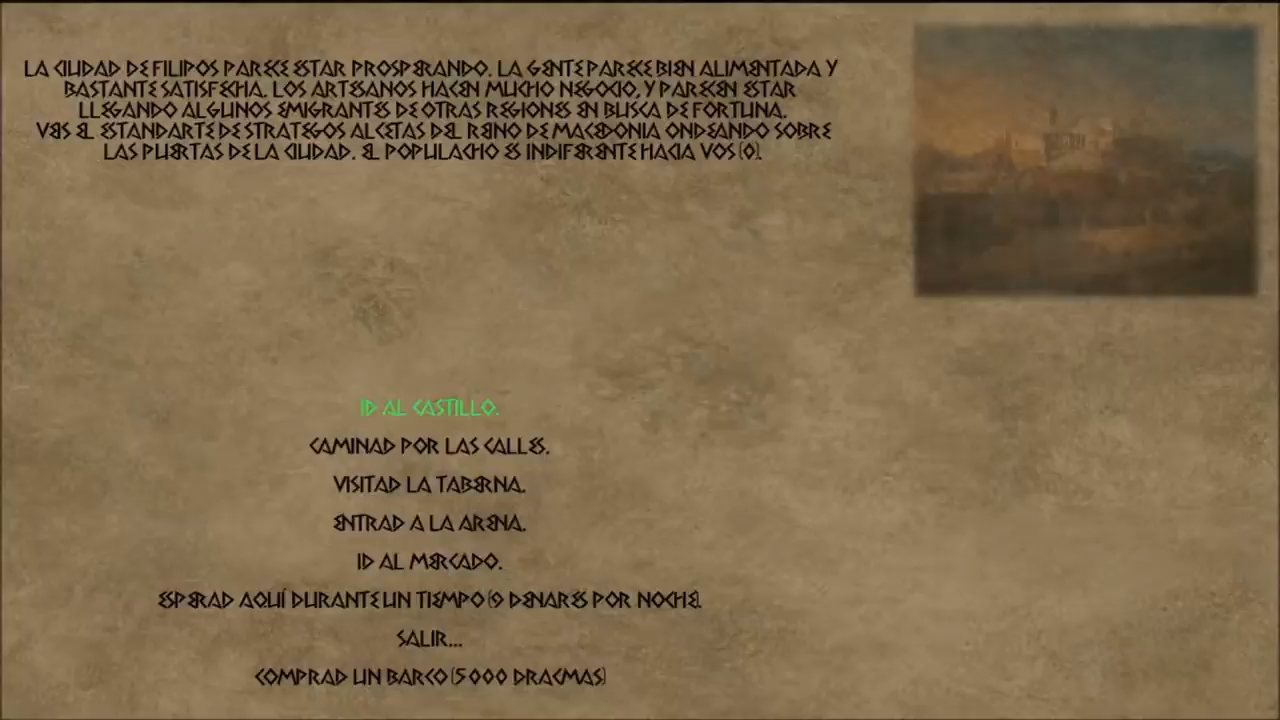 LA CIUDAD DE FILIPOS PARECE ESTAR PROSPERANDO. LA GENTE PARECE BIEN ALIMENTADA Y
BASTANTE SATISFECHA. LOS ARTESANOS HACEN MUCHO NEGOCIO, Y PARECEN ESTAR
LLEGANDO ALGUNOS EMIGRANTES DE OTRAS REGIONES EN BUSCA DE FORTUNA.
VEIS EL ESTANDARTE DE STRATEGOS ALCETAS DEL REINO DE MACEDONIA ONDEANDO SOBRE
LAS PUERTAS DE LA CIUDAD. EL POPULACHO ES INDIFERENTE HACIA VOS (0).
ID AL CASTILLO.
CAMINAD POR LAS CALLES.
VISITAD LA TABERNA.
ENTRAD A LA ARENA.
ID AL MERCADO.
ESPERAD AQUÍ DURANTE UN TIEMPO (9 DENARES POR NOCHE).
SALIR...
COMPRAD UN BARCO (5000 DRACMAS)